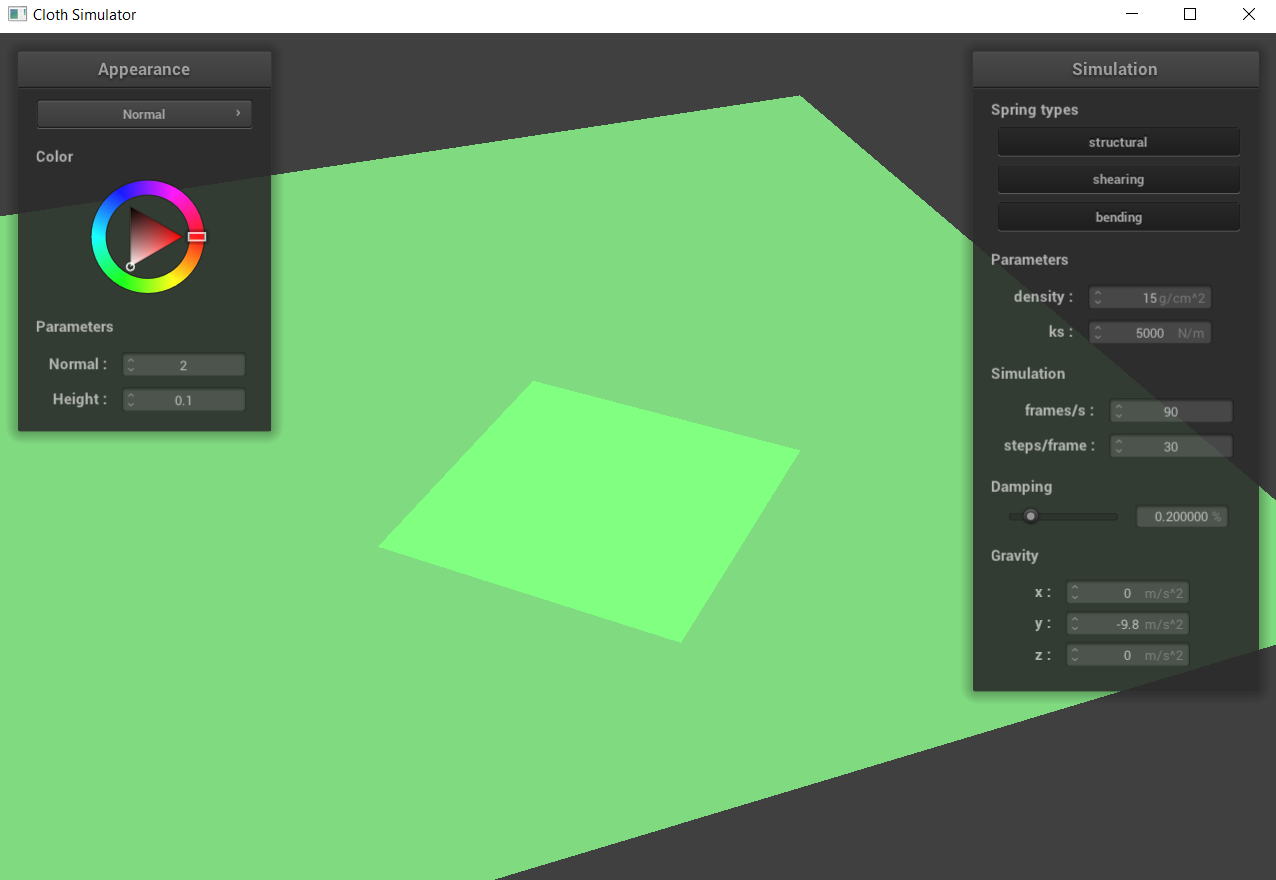 Cloth Simulator
Appearance
Normal
Color
Parameters
Normal : 2
Height : 0.1
Simulation
Spring types
structural
shearing
bending
Parameters
density : 15 g/cm^2
ks : 5000 N/m
Simulation
frames/s : 90
steps/frame : 30
Damping
0.200000 %
Gravity
x : 0 m/s^2
y : -9.8 m/s^2
z : 0 m/s^2